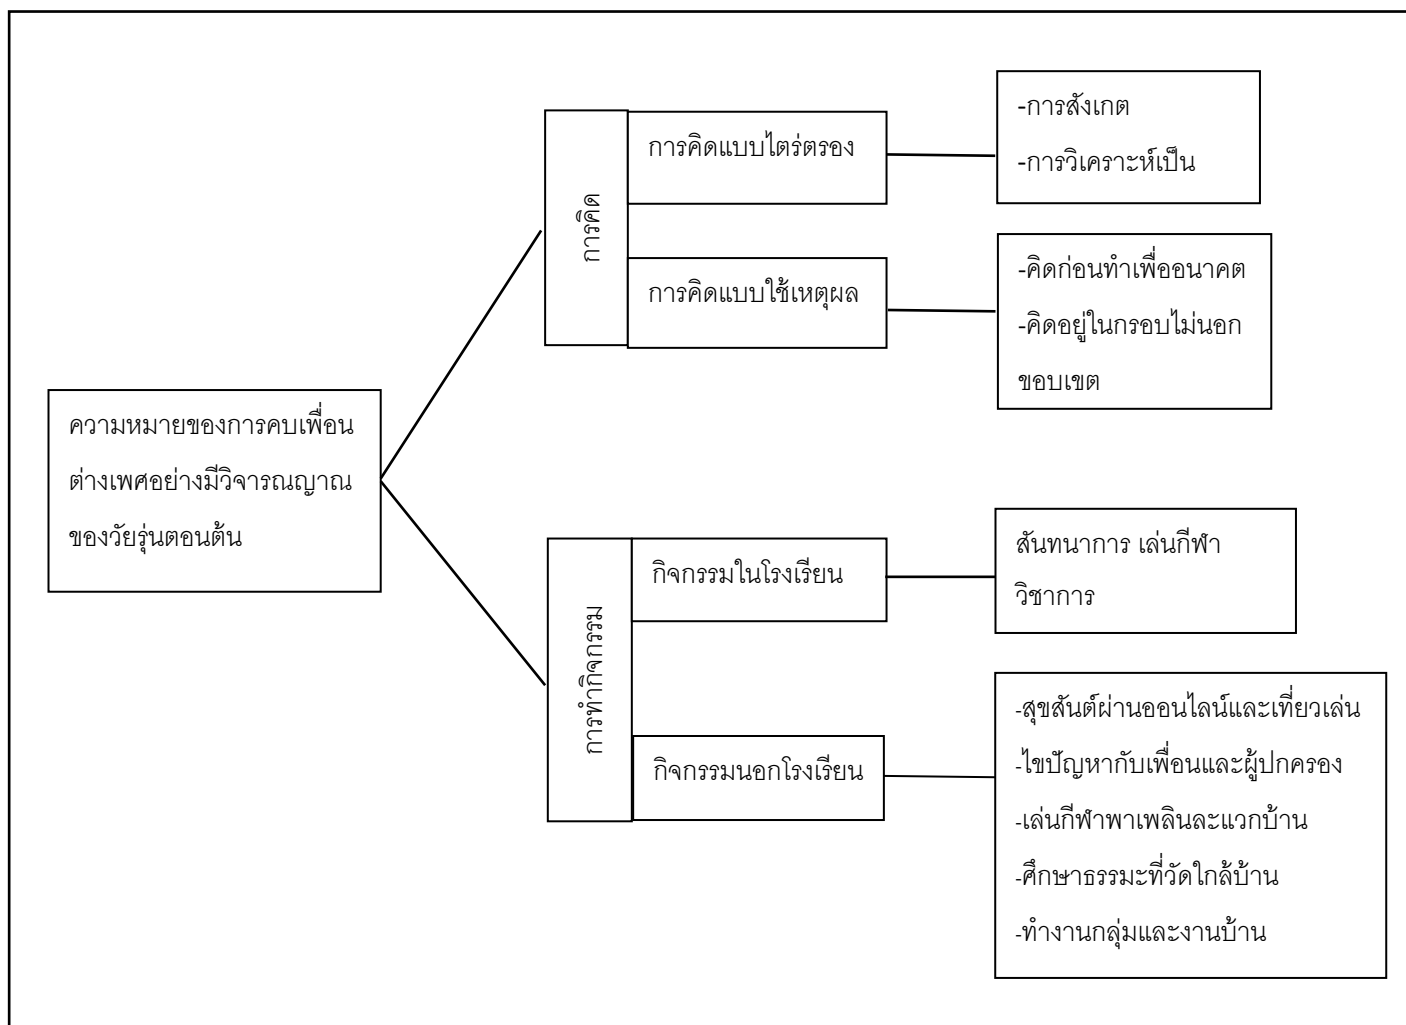 ความหมายของการคบเพื่อน
ต่างเพศอย่างมีวิจารณญาณ
ของวัยรุ่นตอนต้น
การคิด
การคิดแบบไตร่ตรอง
-การสังเกต
-การวิเคราะห์เป็น
การคิดแบบใช้เหตุผล
-คิดก่อนทำเพื่ออนาคต
-คิดอยู่ในกรอบไม่นอก
ขอบเขต
การทำกิจกรรม
กิจกรรมในโรงเรียน
สันทนาการ เล่นกีฬา
วิชาการ
กิจกรรมนอกโรงเรียน
-สุขสันต์ผ่านออนไลน์และเที่ยวเล่น
-ไขปัญหากับเพื่อนและผู้ปกครอง
-เล่นกีฬาพาเพลินละแวกบ้าน
-ศึกษาธรรมะที่วัดใกล้บ้าน
-ทำงานกลุ่มและงานบ้าน